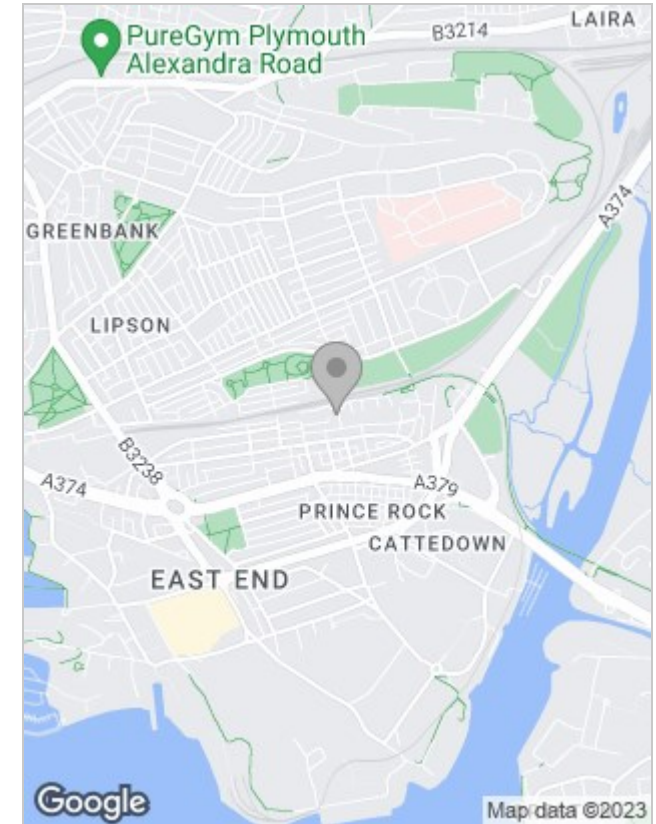 LAIRA
B3214
PureGym Plymouth
Alexandra Road
A374
GREENBANK
LIPSON
B3238
A374
A379
PRINCE ROCK
CATTEDOWN
EAST END
Google
Map data ©2023